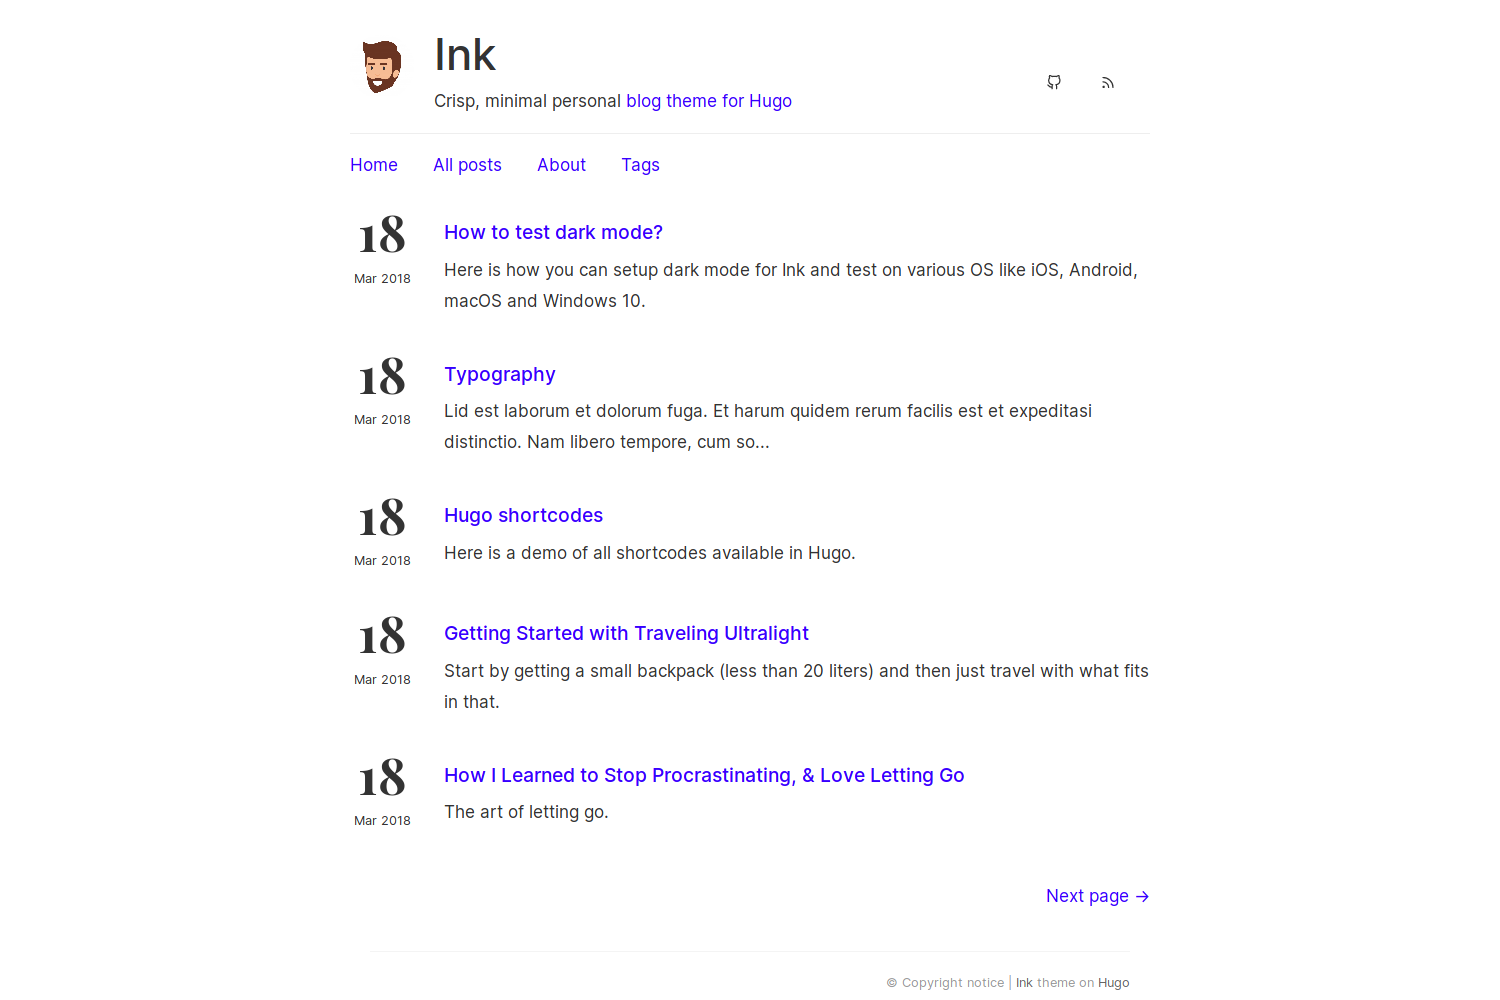 Ink
Crisp, minimal personal blog theme for Hugo
Home All posts About Tags
18
Mar 2018
How to test dark mode?
Here is how you can setup dark mode for Ink and test on various OS like iOS, Android,
macOS and Windows 10.
18
Mar 2018
Typography
Lid est laborum et dolorum fuga. Et harum quidem rerum facilis est et expeditasi
distinctio. Nam libero tempore, cum so...
18
Mar 2018
Hugo shortcodes
Here is a demo of all shortcodes available in Hugo.
18
Mar 2018
Getting Started with Traveling Ultralight
Start by getting a small backpack (less than 20 liters) and then just travel with what fits
in that.
18
Mar 2018
How I Learned to Stop Procrastinating, & Love Letting Go
The art of letting go.
Next page →
© Copyright notice | Ink theme on Hugo